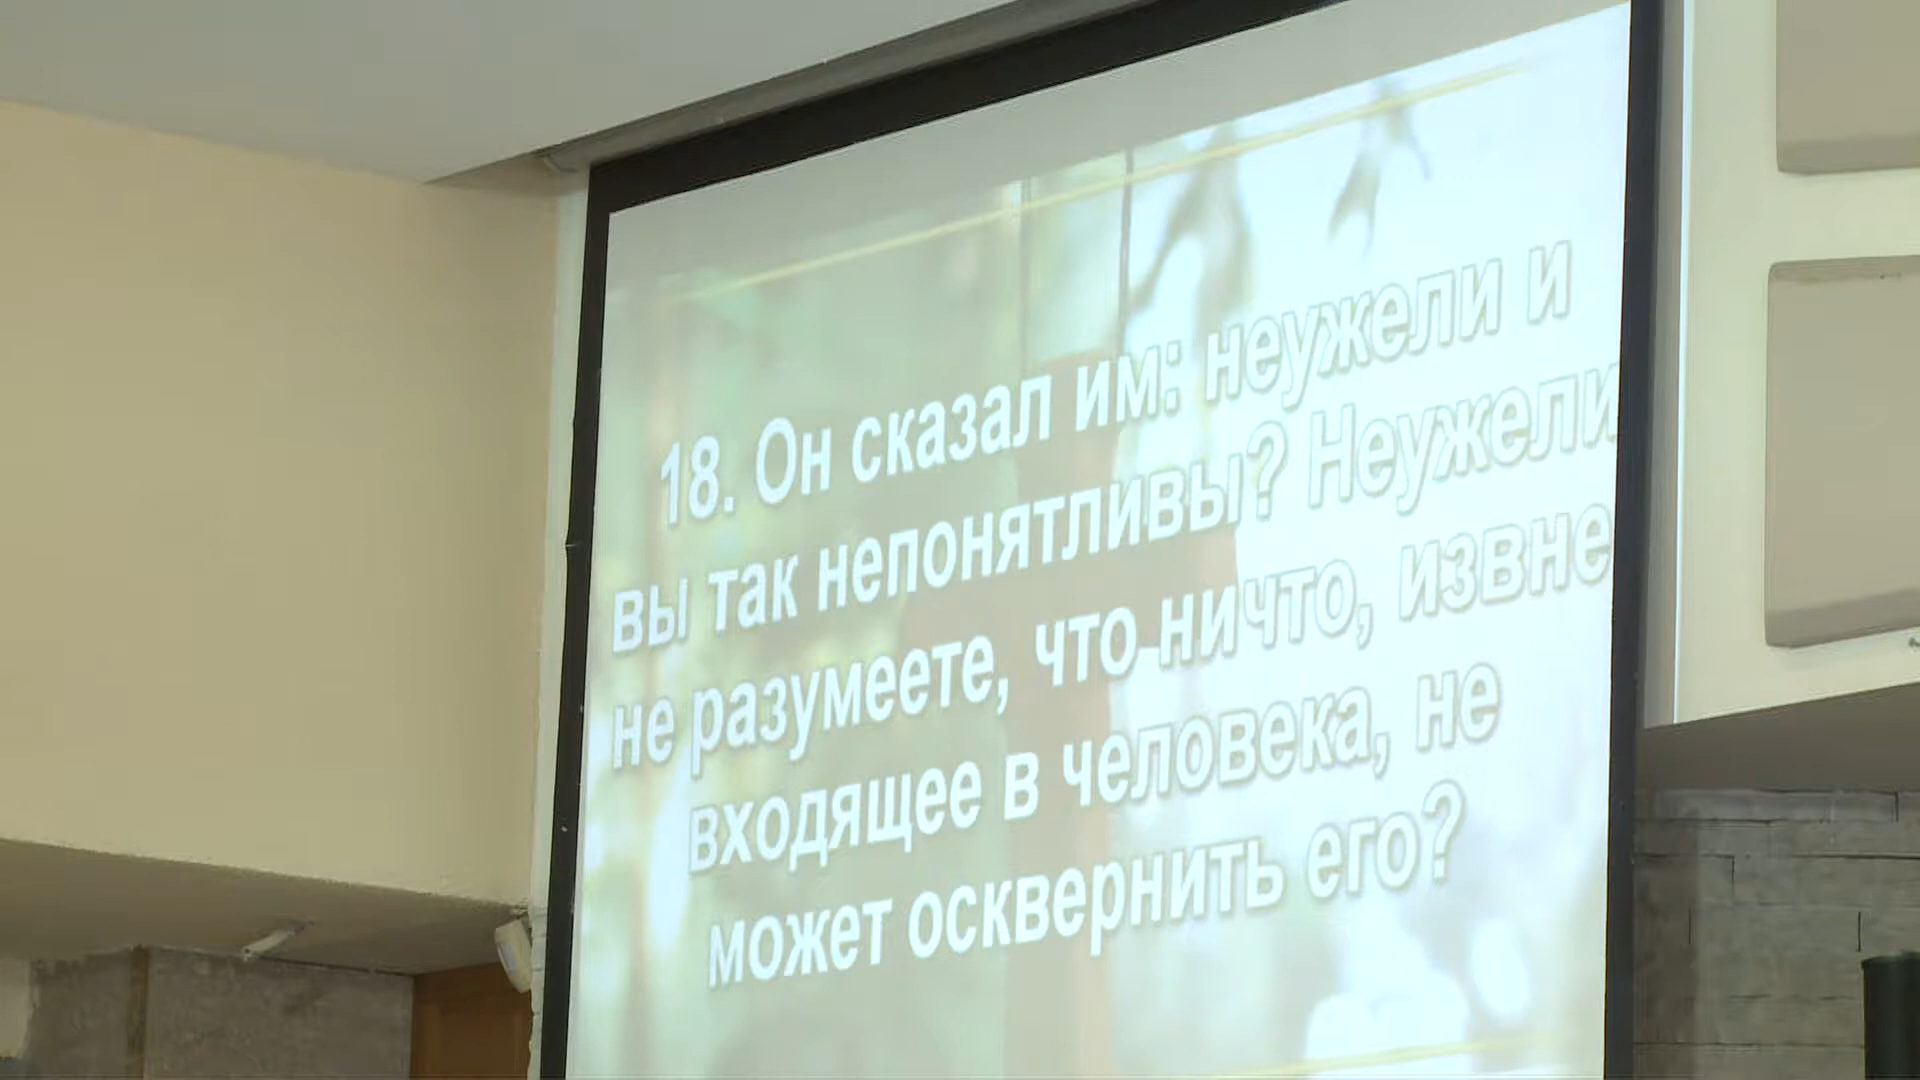 18. Он сказал им: неужели и
вы так непонятливы? Неужели
не разумеете, что ничто, извне
входящее в человека, не
может осквернить его?